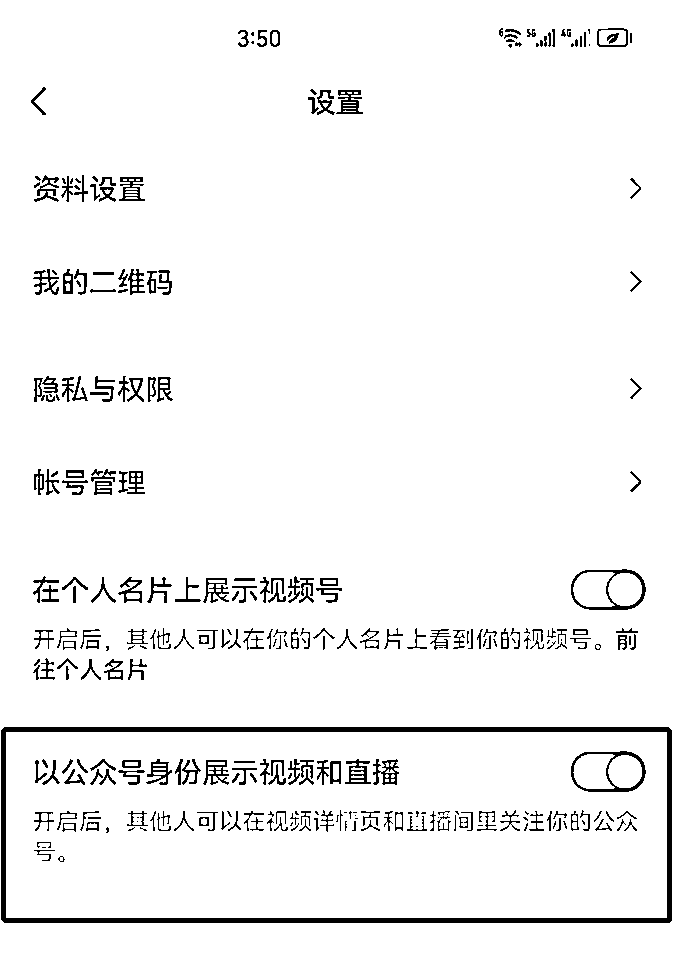 3:50
设置
资料设置
我的二维码
隐私与权限
帐号管理
在个人名片上展示视频号
开启后，其他人可以在你的个人名片上看到你的视频号。前
往个人名片
以公众号身份展示视频和直播
开启后，其他人可以在视频详情页和直播间里关注你的公众
号。